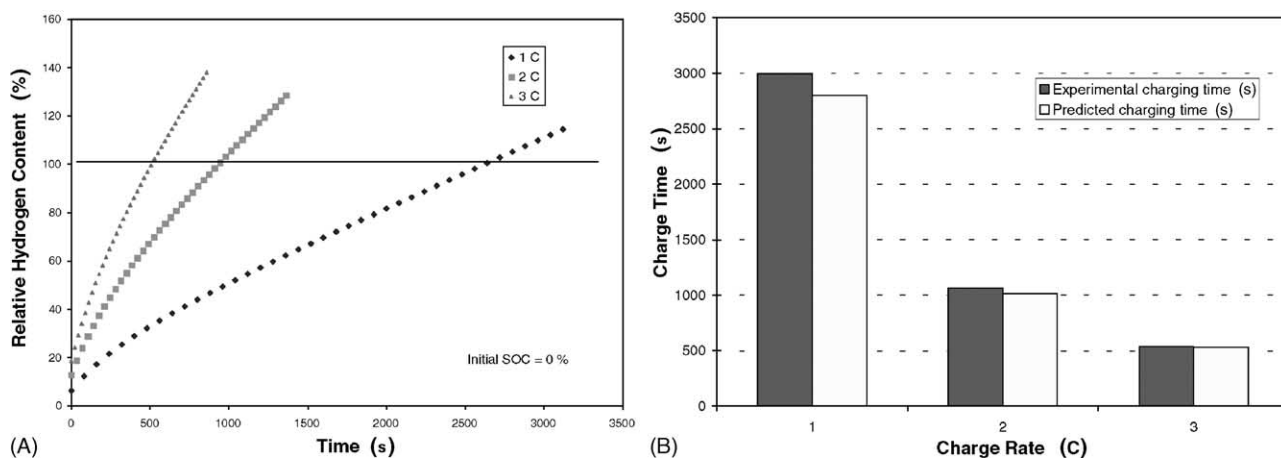 160
140
120
100
80
60
40
20
0
Relative Hydrogen Content (%)
1 C
2 C
3 C
Initial SOC = 0 %
0 500 1000 1500 2000 2500 3000 3500
Time (s)
(A)
3500
3000
2500
2000
1500
1000
500
0
Charge Time (s)
Experimental charging time (s)
Predicted charging time (s)
1 2 3
Charge Rate (C)
(B)